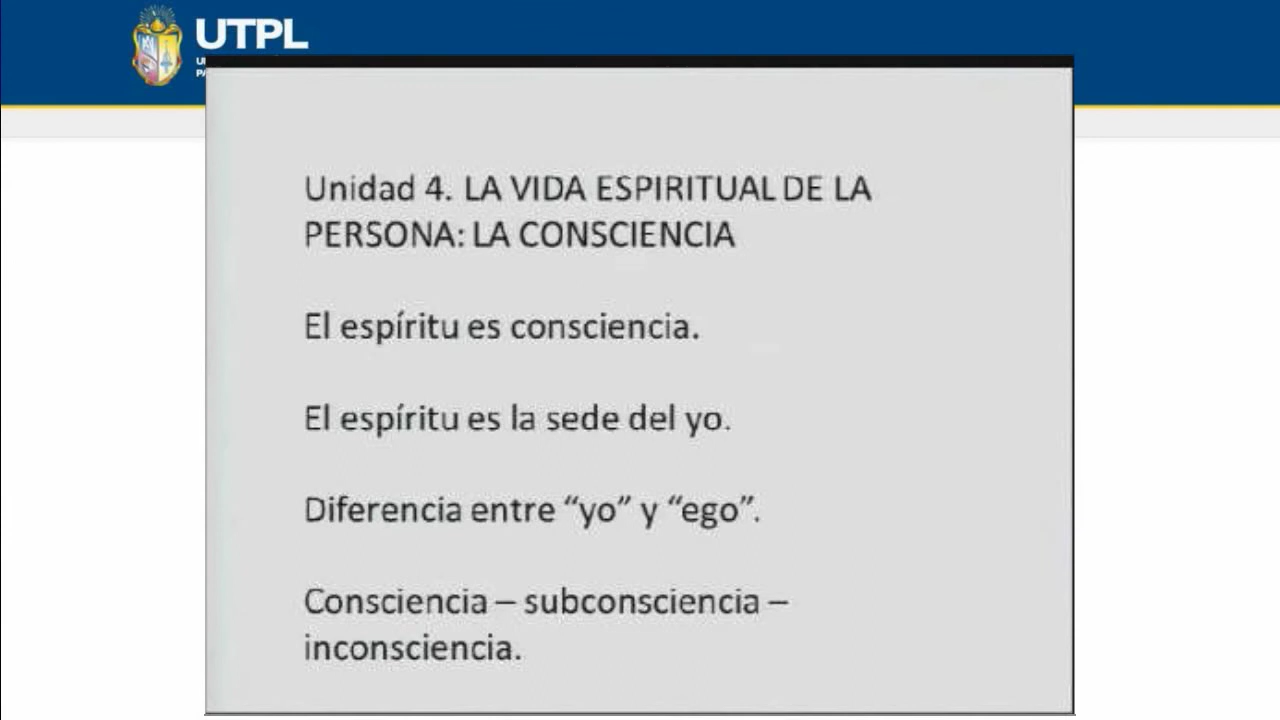 UTPL
Unidad 4. LA VIDA ESPIRITUAL DE LA
PERSONA: LA CONSCIENCIA
El espíritu es consciencia.
El espíritu es la sede del yo.
Diferencia entre “yo” y “ego”.
Consciencia – subconsciencia –
inconsciencia.